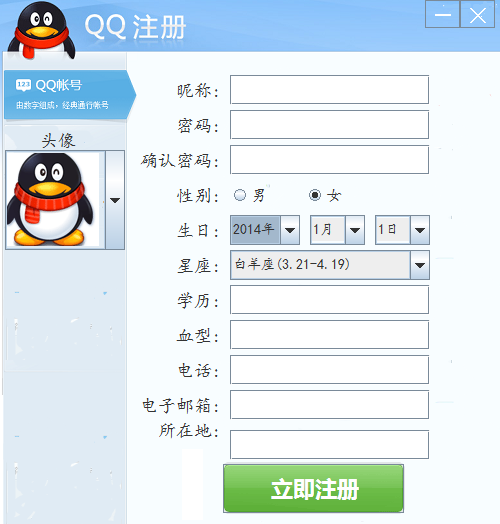 QQ 注册
123 QQ帐号
由数字组成，经典通行帐号
头像
昵称：
密码：
确认密码：
性别： 男 女
生日： 2014年 1月 1日
星座： 白羊座(3.21-4.19)
学历：
血型：
电话：
电子邮箱：
所在地：
立即注册